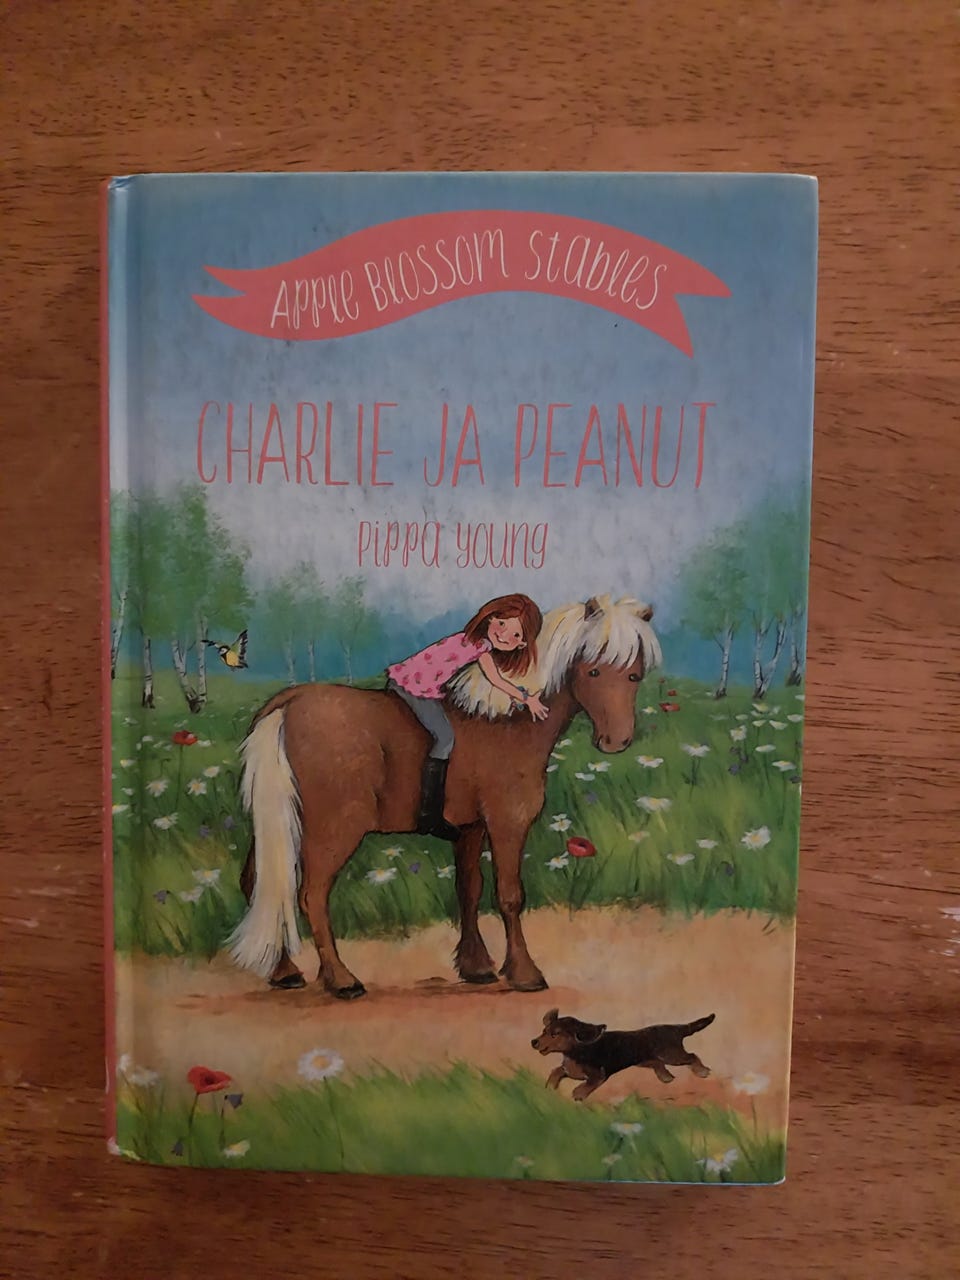 Apple Blossom Stables
CHARLIE JA PEANUT
Pippa Young